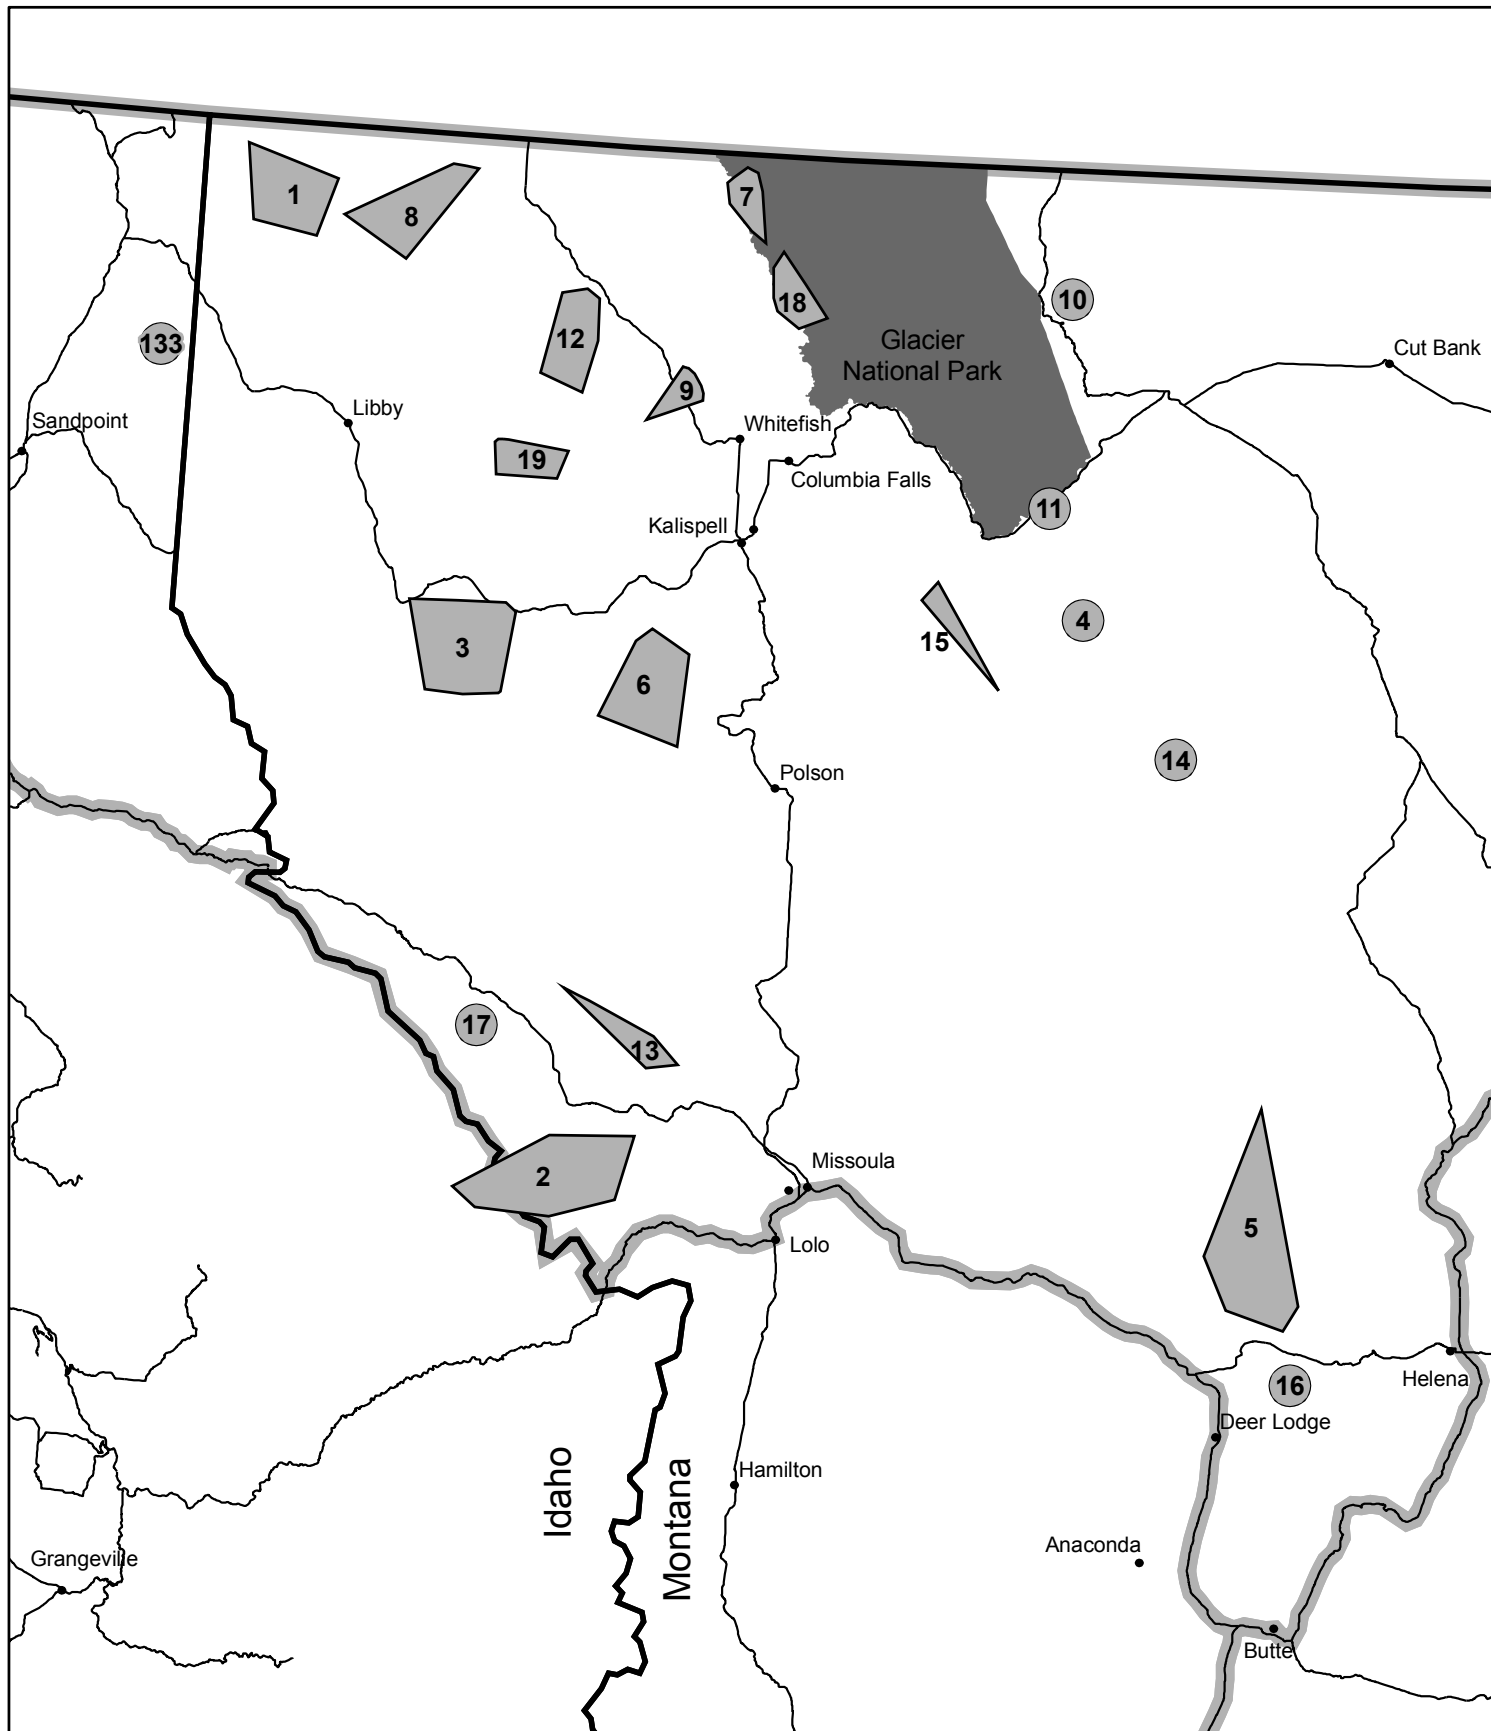 1
8
7
18
10
12
133
Glacier
National Park
Cut Bank
9
Libby
Sandpoint
Whitefish
19
Columbia Falls
11
Kalispell
4
15
3
6
14
Polson
17
13
Missoula
2
5
Lolo
Helena
16
Deer Lodge
Hamilton
Idaho
Montana
Anaconda
Grangeville
Butte